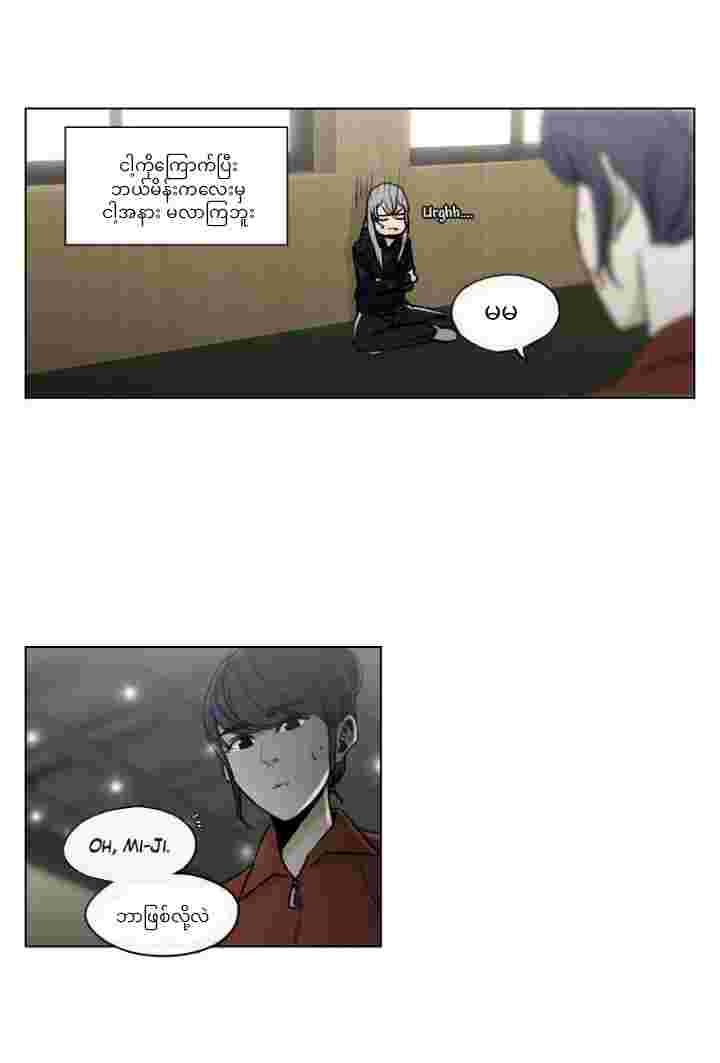 ငါ့ကိုကြောက်ပြီး
ဘယ်မိန်းကလေးမှ
ငါ့အနား မလာကြဘူး
Urghh....
မမ
OH, MI-JI.
ဘာဖြစ်လို့လဲ